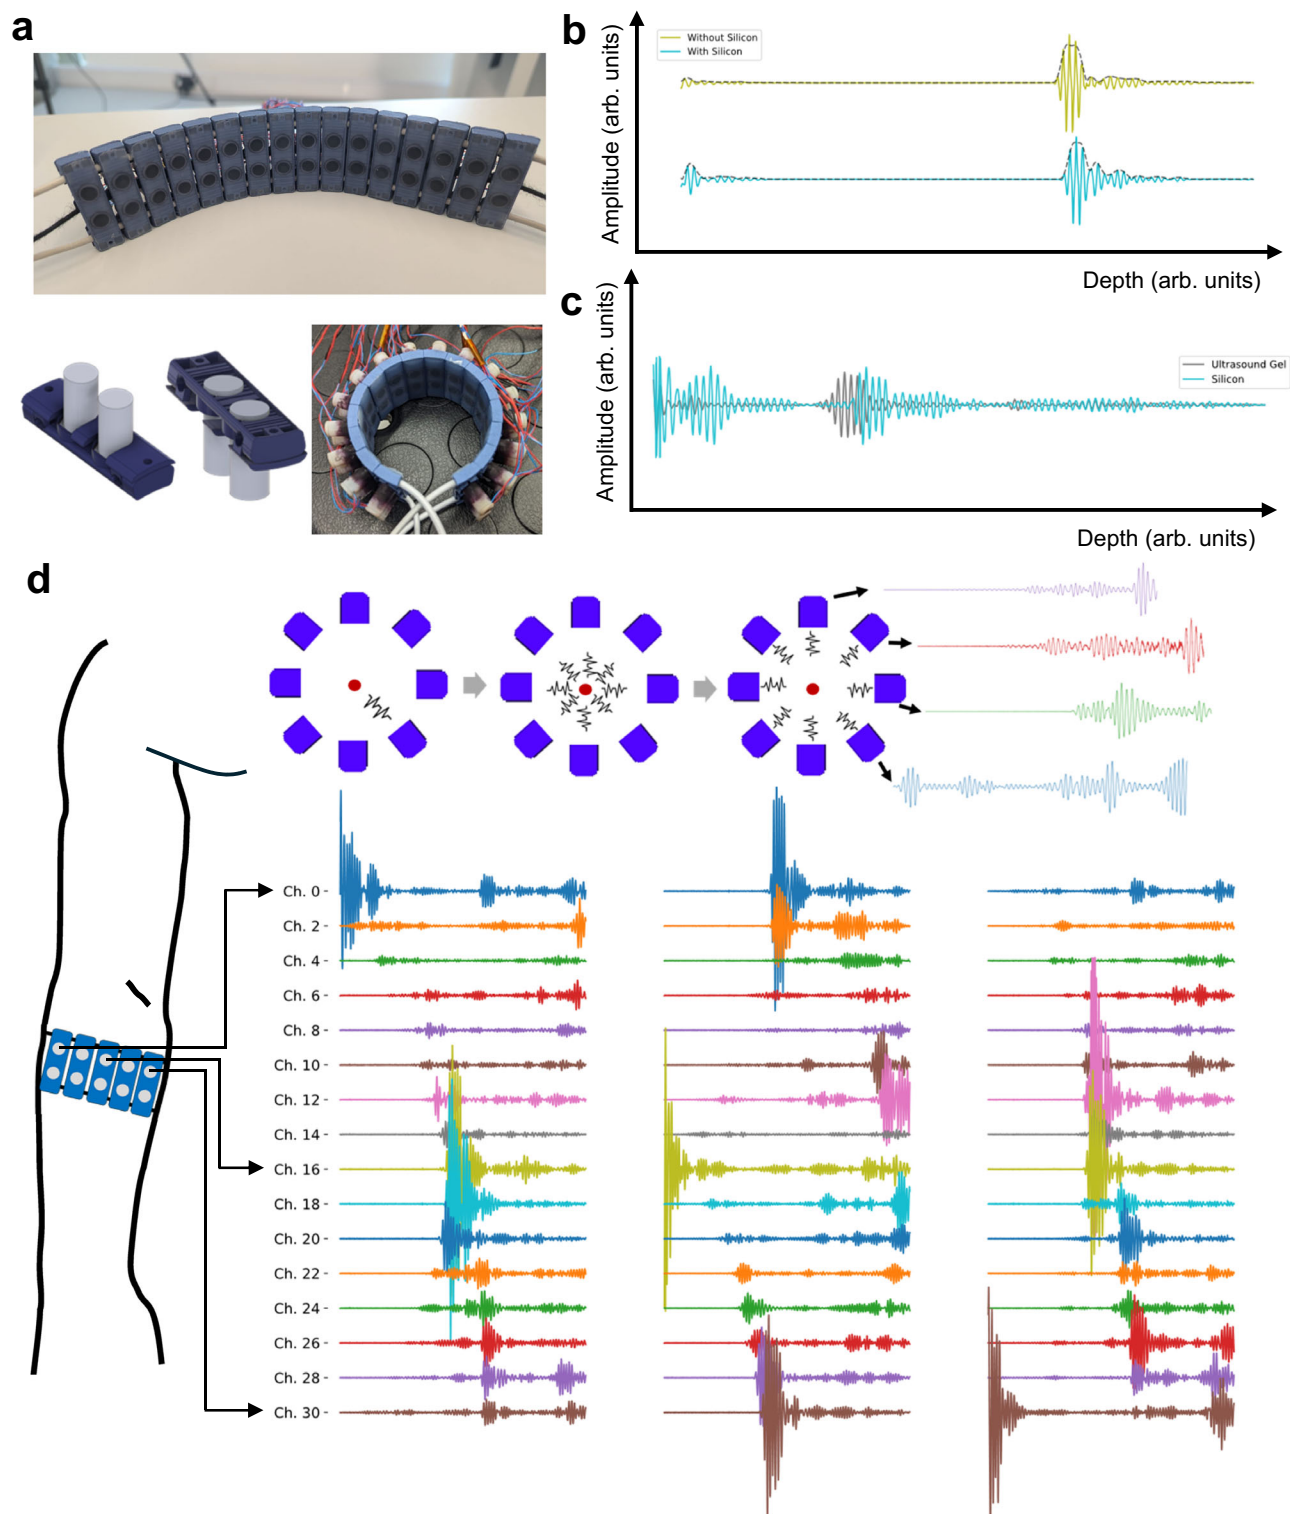 a
b
Without Silicon
With Silicon
Amplitude (arb. units)
Depth (arb. units)
c
Ultrasound Gel
Silicon
Amplitude (arb. units)
Depth (arb. units)
d
Ch. 0
Ch. 2
Ch. 4
Ch. 6
Ch. 8
Ch. 10
Ch. 12
Ch. 14
Ch. 16
Ch. 18
Ch. 20
Ch. 22
Ch. 24
Ch. 26
Ch. 28
Ch. 30